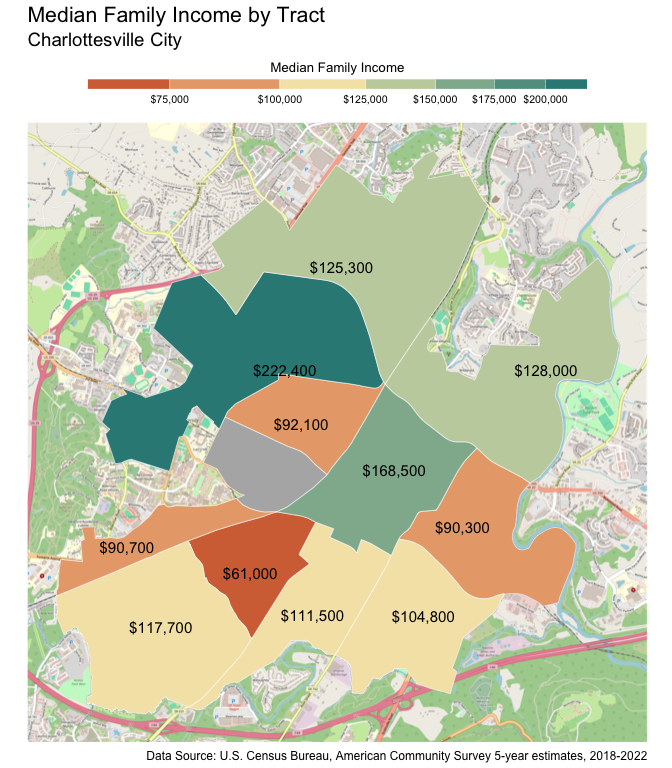 Median Family Income by Tract
Charlottesville City
Median Family Income
$75,000 $100,000 $125,000 $150,000 $175,000 $200,000
$125,300
$222,400
$128,000
$92,100
$168,500
$90,300
$90,700
$61,000
$111,500
$104,800
$117,700
Data Source: U.S. Census Bureau, American Community Survey 5-year estimates, 2018-2022